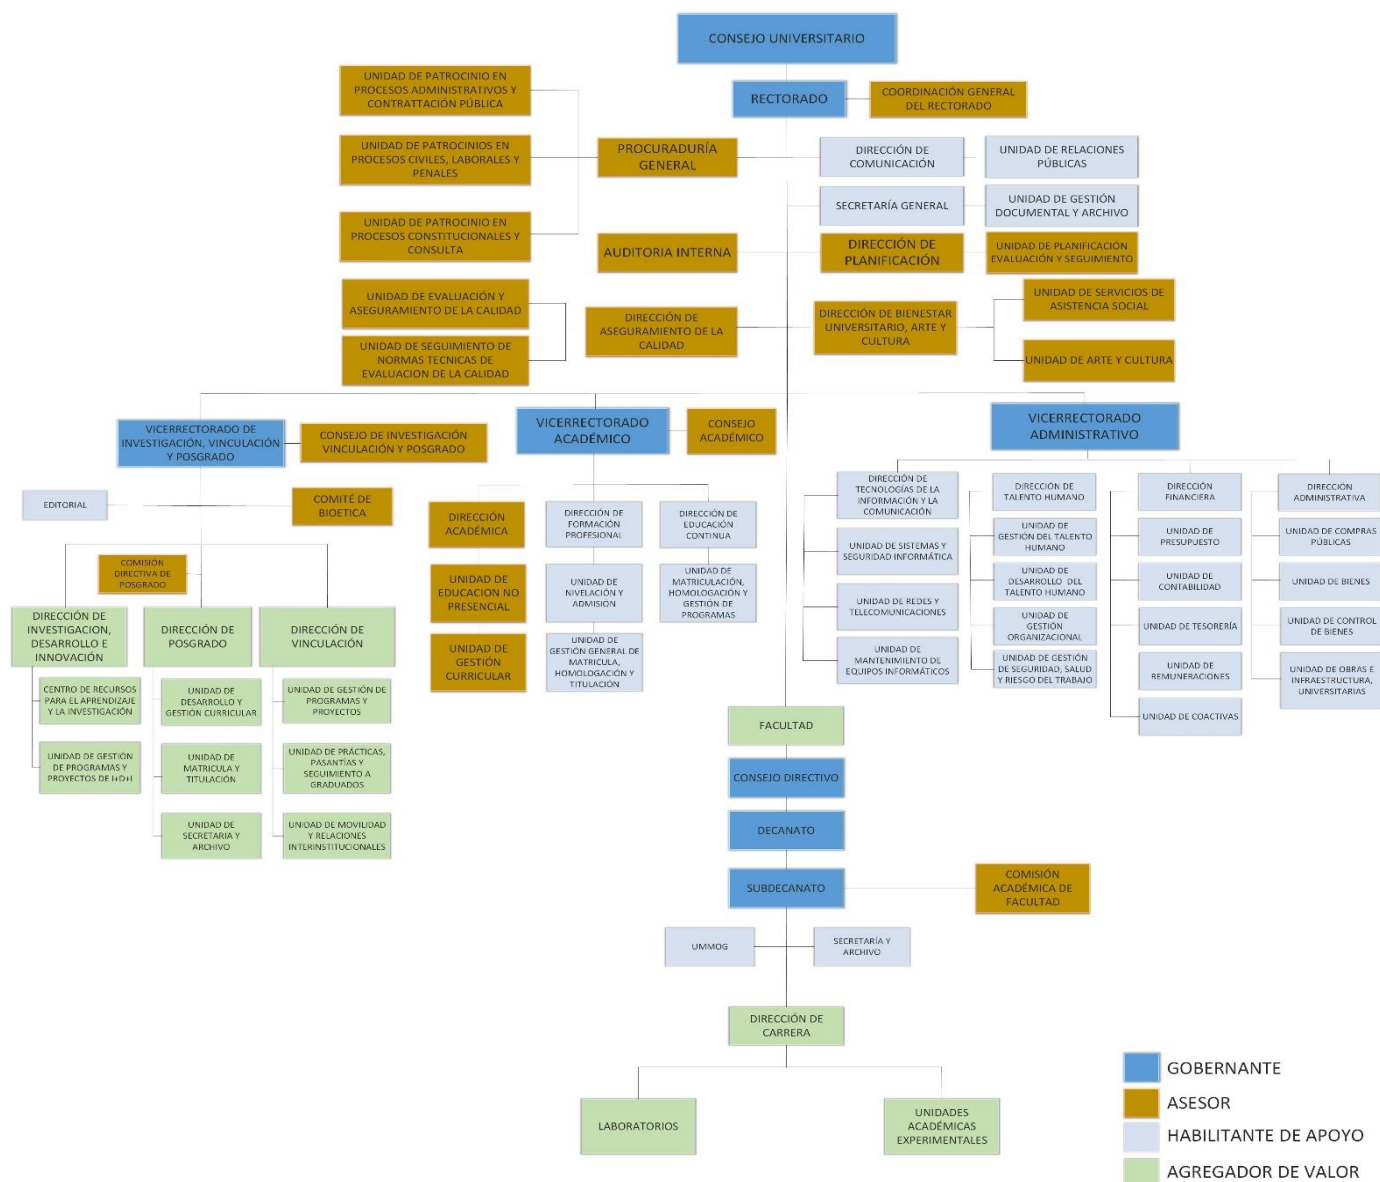 CONSEJO UNIVERSITARIO
RECTORADO
COORDINACIÓN GENERAL
DEL RECTORADO
UNIDAD DE PATROCINIO EN
PROCESOS ADMINISTRATIVOS Y
CONTRATTACIÓN PÚBLICA
UNIDAD DE PATROCINIOS EN
PROCESOS CIVILES, LABORALES Y
PENALES
UNIDAD DE PATROCINIO EN
PROCESOS CONSTITUCIONALES Y
CONSULTA
PROCURADURÍA
GENERAL
DIRECCIÓN DE
COMUNICACIÓN
UNIDAD DE RELACIONES
PÚBLICAS
SECRETARÍA GENERAL
UNIDAD DE GESTIÓN
DOCUMENTAL Y ARCHIVO
AUDITORIA INTERNA
DIRECCIÓN DE
PLANIFICACIÓN
UNIDAD DE PLANIFICACIÓN
EVALUACIÓN Y SEGUIMIENTO
UNIDAD DE EVALUACIÓN Y
ASEGURAMIENTO DE LA CALIDAD
UNIDAD DE SEGUIMIENTO DE
NORMAS TECNICAS DE
EVALUACION DE LA CALIDAD
DIRECCIÓN DE
ASEGURAMIENTO DE LA
CALIDAD
DIRECCIÓN DE BIENESTAR
UNIVERSITARIO, ARTE Y
CULTURA
UNIDAD DE SERVICIOS DE
ASISTENCIA SOCIAL
UNIDAD DE ARTE Y CULTURA
VICERRECTORADO DE
INVESTIGACIÓN, VINCULACIÓN
Y POSGRADO
CONSEJO DE INVESTIGACIÓN
VINCULACIÓN Y POSGRADO
VICERRECTORADO
ACADÉMICO
CONSEJO
ACADÉMICO
VICERRECTORADO
ADMINISTRATIVO
EDITORIAL
COMITÉ DE
BIOETICA
COMISIÓN
DIRECTIVA DE
POSGRADO
DIRECCIÓN DE
INVESTIGACION,
DESARROLLO E
INNOVACIÓN
CENTRO DE RECURSOS
PARA EL APRENDIZAJE
Y LA INVESTIGACIÓN
UNIDAD DE GESTIÓN
DE PROGRAMAS Y
PROYECTOS DE I+D+I
DIRECCIÓN DE
POSGRADO
UNIDAD DE
DESARROLLO Y
GESTIÓN CURRICULAR
UNIDAD DE
MATRICULA Y
TITULACIÓN
UNIDAD DE
SECRETARIA Y
ARCHIVO
DIRECCIÓN DE
VINCULACIÓN
UNIDAD DE GESTIÓN DE
PROGRAMAS Y
PROYECTOS
UNIDAD DE PRÁCTICAS,
PASANTÍAS Y
SEGUIMIENTO A
GRADUADOS
UNIDAD DE MOVILIDAD
Y RELACIONES
INTERINSTITUCIONALES
DIRECCIÓN
ACADÉMICA
UNIDAD DE
EDUCACION NO
PRESENCIAL
UNIDAD DE
GESTIÓN
CURRICULAR
DIRECCIÓN DE
FORMACIÓN
PROFESIONAL
UNIDAD DE
NIVELACIÓN Y
ADMISION
UNIDAD DE
GESTIÓN GENERAL DE
MATRICULA,
HOMOLOGACIÓN Y
TITULACIÓN
DIRECCIÓN DE
EDUCACIÓN
CONTINUA
UNIDAD DE
MATRICULACIÓN,
HOMOLOGACIÓN Y
GESTIÓN DE
PROGRAMAS
DIRECCIÓN DE
TECNOLOGÍAS DE LA
INFORMACIÓN Y LA
COMUNICACIÓN
UNIDAD DE SISTEMAS Y
SEGURIDAD INFORMÁTICA
UNIDAD DE REDES Y
TELECOMUNICACIONES
UNIDAD DE
MANTENIMIENTO DE
EQUIPOS INFORMÁTICOS
DIRECCIÓN DE
TALENTO HUMANO
UNIDAD DE
GESTIÓN DEL TALENTO
HUMANO
UNIDAD DE
DESARROLLO DEL
TALENTO HUMANO
UNIDAD DE
GESTIÓN
ORGANIZACIONAL
UNIDAD DE GESTIÓN
DE SEGURIDAD, SALUD
Y RIESGO DEL TRABAJO
DIRECCIÓN
FINANCIERA
UNIDAD DE
PRESUPUESTO
UNIDAD DE
CONTABILIDAD
UNIDAD DE TESORERÍA
UNIDAD DE
REMUNERACIONES
UNIDAD DE COACTIVAS
DIRECCIÓN
ADMINISTRATIVA
UNIDAD DE COMPRAS
PÚBLICAS
UNIDAD DE BIENES
UNIDAD DE CONTROL
DE BIENES
UNIDAD DE OBRAS E
INFRAESTRUCTURA,
UNIVERSITARIAS
FACULTAD
CONSEJO DIRECTIVO
DECANATO
SUBDECANATO
COMISIÓN
ACADÉMICA DE
FACULTAD
UMMOG
SECRETARÍA Y
ARCHIVO
DIRECCIÓN DE
CARRERA
LABORATORIOS
UNIDADES
ACADÉMICAS
EXPERIMENTALES
GOBERNANTE
ASESOR
HABILITANTE DE APOYO
AGREGADOR DE VALOR